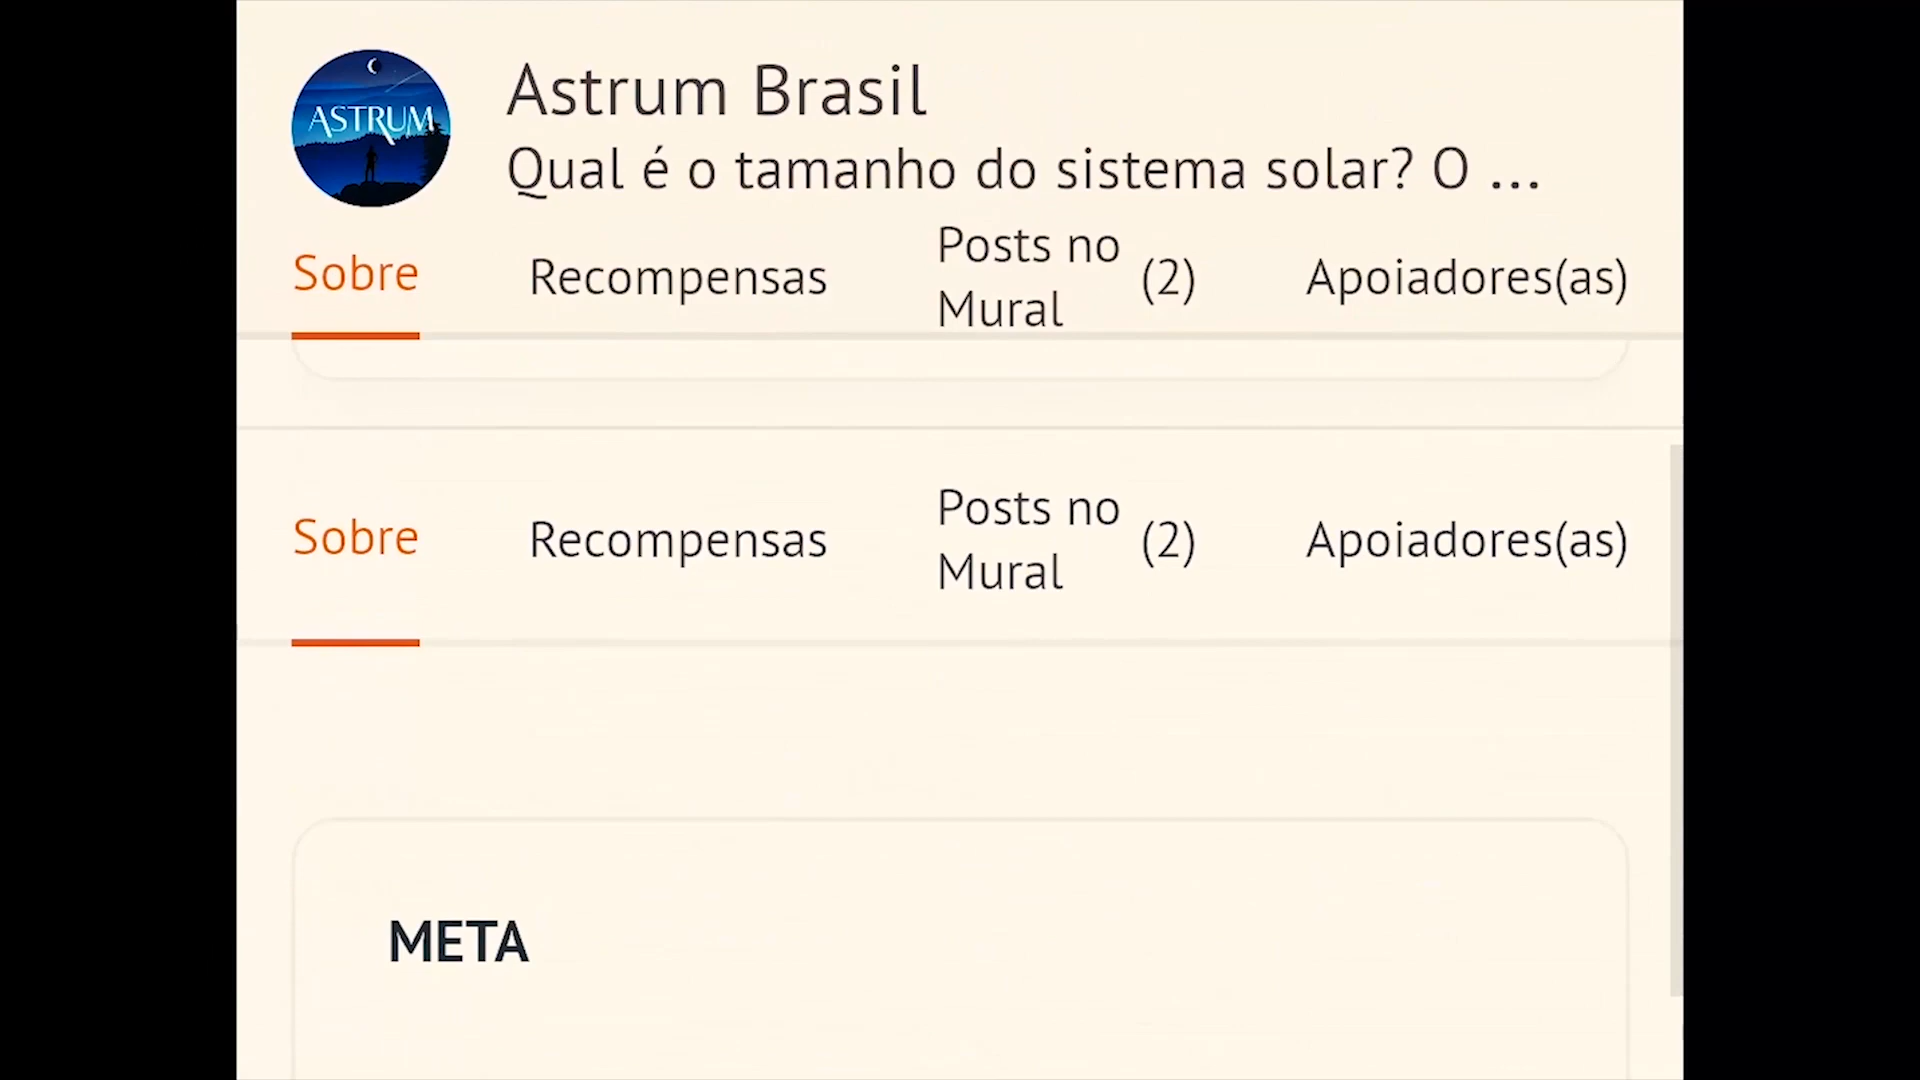 ASTRUM
Astrum Brasil
Qual é o tamanho do sistema solar? O ...
Sobre
Recompensas
Posts no
Mural
(2)
Apoiadores(as)
Sobre
Recompensas
Posts no
Mural
(2)
Apoiadores(as)
META